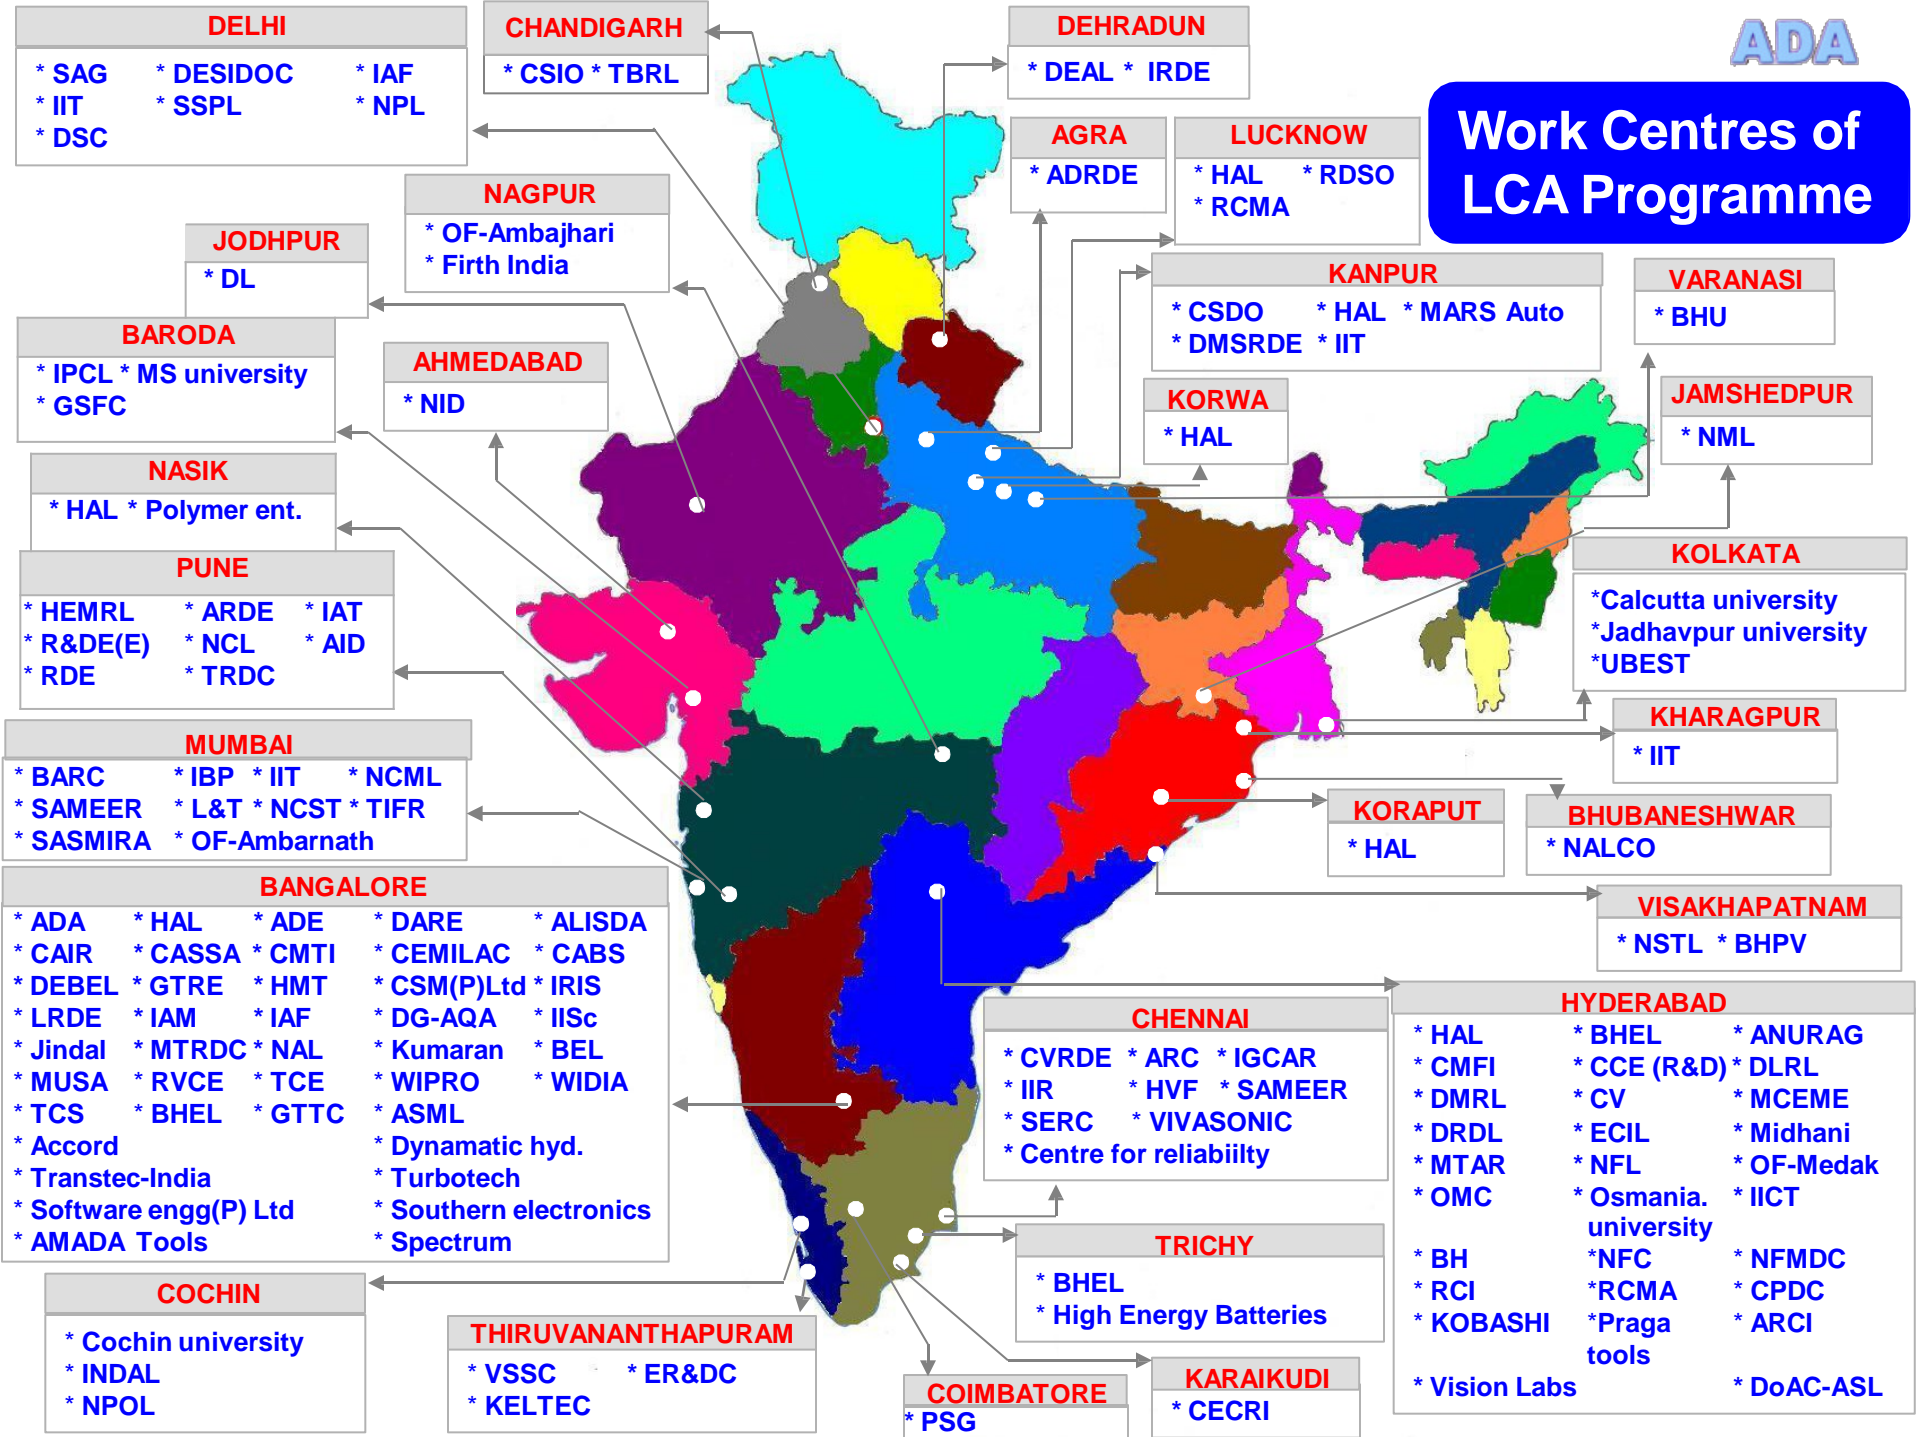 ADA
Work Centres of
LCA Programme
DELHI
* SAG * DESIDOC * IAF
* IIT * SSPL * NPL
* DSC
CHANDIGARH
* CSIO * TBRL
DEHRADUN
* DEAL * IRDE
AGRA
* ADRDE
LUCKNOW
* HAL * RDSO
* RCMA
NAGPUR
* OF-Ambajhari
* Firth India
JODHPUR
* DL
KANPUR
* CSDO * HAL * MARS Auto
* DMSRDE * IIT
VARANASI
* BHU
BARODA
* IPCL * MS university
* GSFC
AHMEDABAD
* NID
KORWA
* HAL
JAMSHEDPUR
* NML
NASIK
* HAL * Polymer ent.
PUNE
* HEMRL * ARDE * IAT
* R&DE(E) * NCL * AID
* RDE * TRDC
KOLKATA
*Calcutta university
*Jadhavpur university
*UBEST
KHARAGPUR
* IIT
MUMBAI
* BARC * IBP * IIT * NCML
* SAMEER * L&T * NCST * TIFR
* SASMIRA * OF-Ambarnath
KORAPUT
* HAL
BHUBANESHWAR
* NALCO
VISAKHAPATNAM
* NSTL * BHPV
BANGALORE
* ADA * HAL * ADE * DARE * ALISDA
* CAIR * CASSA * CMTI * CEMILAC * CABS
* DEBEL * GTRE * HMT * CSM(P)Ltd * IRIS
* LRDE * IAM * IAF * DG-AQA * IISc
* Jindal * MTRDC * NAL * Kumaran * BEL
* MUSA * RVCE * TCE * WIPRO * WIDIA
* TCS * BHEL * GTTC * ASML
* Accord * Dynamatic hyd.
* Transtec-India * Turbotech
* Software engg(P) Ltd * Southern electronics
* AMADA Tools * Spectrum
CHENNAI
* CVRDE * ARC * IGCAR
* IIR * HVF * SAMEER
* SERC * VIVASONIC
* Centre for reliabiilty
HYDERABAD
* HAL * BHEL * ANURAG
* CMFI * CCE (R&D) * DLRL
* DMRL * CV * MCEME
* DRDL * ECIL * Midhani
* MTAR * NFL * OF-Medak
* OMC * Osmania. * IICT
university
* BH *NFC * NFMDC
* RCI *RCMA * CPDC
* KOBASHI *Praga * ARCI
tools
* Vision Labs * DoAC-ASL
TRICHY
* BHEL
* High Energy Batteries
COCHIN
* Cochin university
* INDAL
* NPOL
THIRUVANANTHAPURAM
* VSSC * ER&DC
* KELTEC
COIMBATORE
* PSG
KARAIKUDI
* CECRI